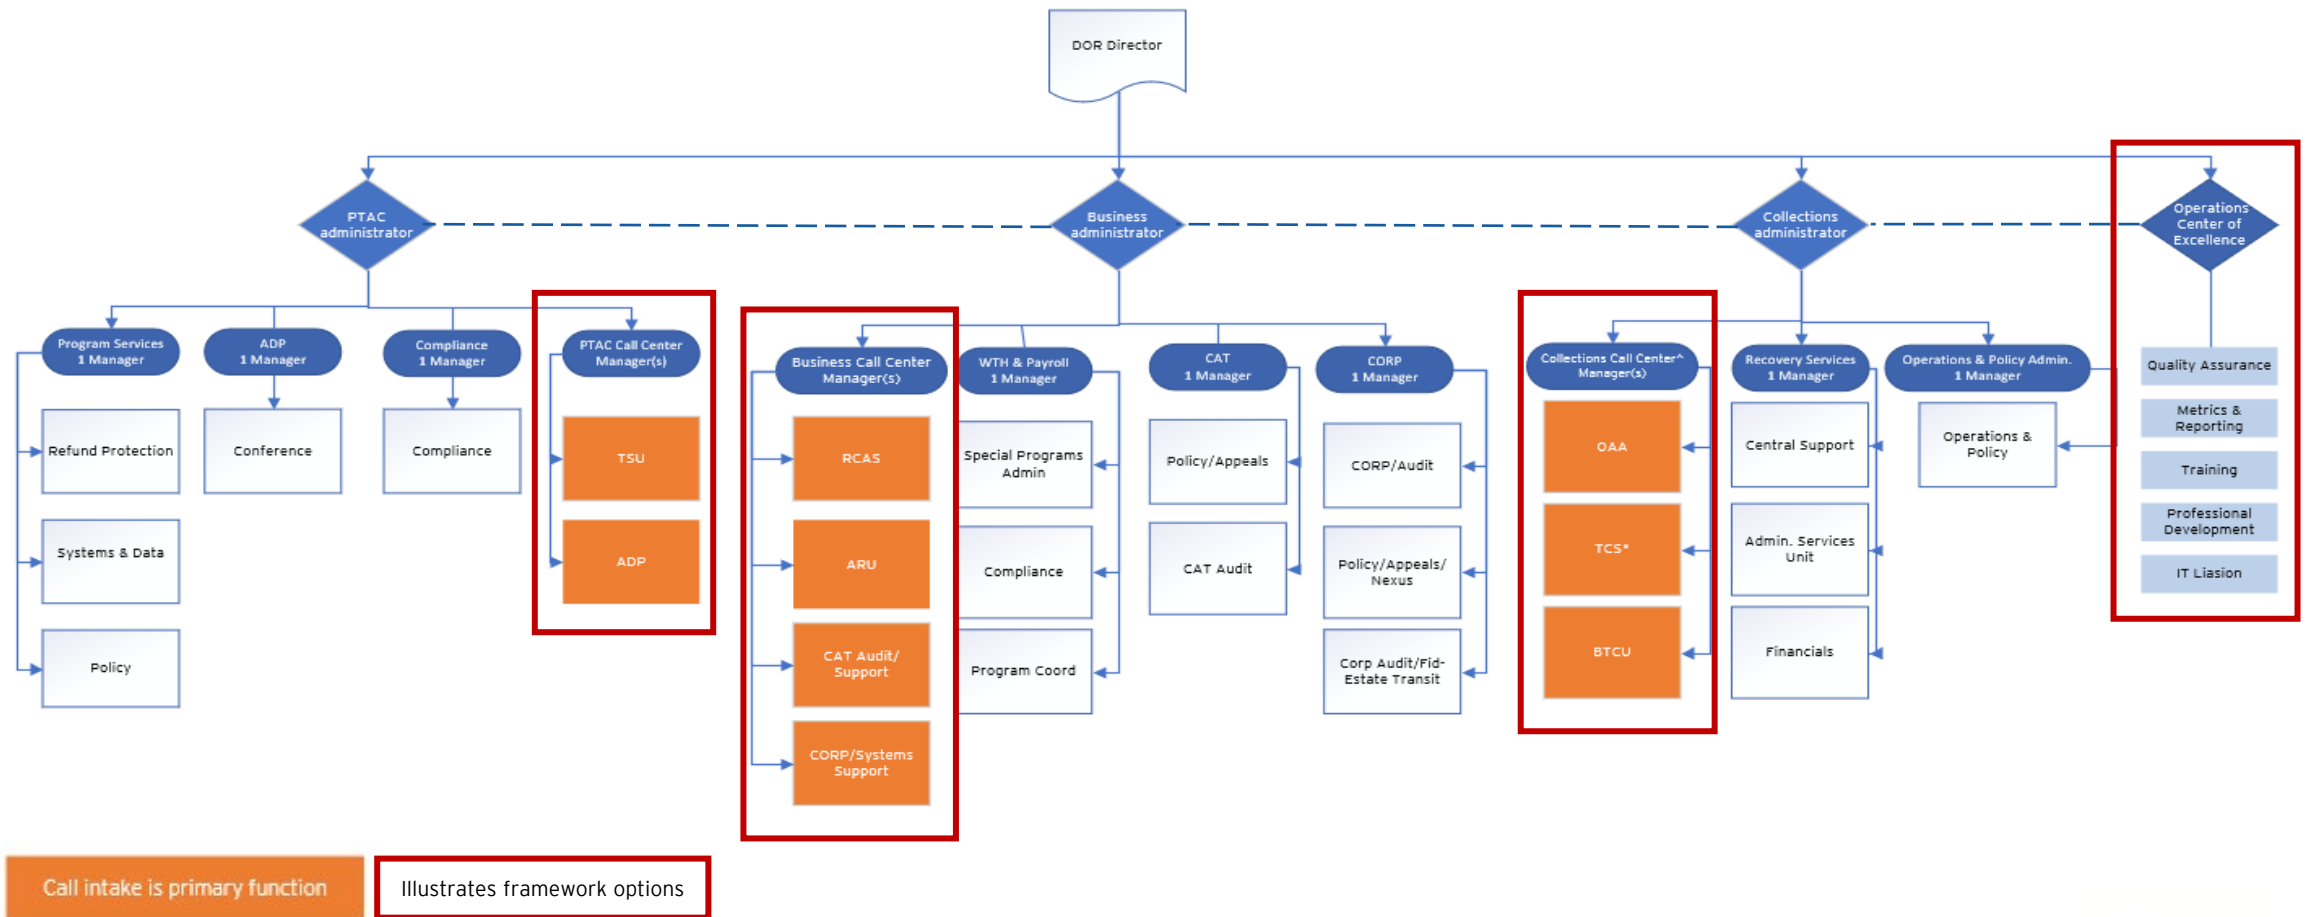 DOR Director
PTAC
administrator
Business
administrator
Collections
administrator
Operations
Center of
Excellence
Program Services
1 Manager
ADP
1 Manager
Compliance
1 Manager
PTAC Call Center
Manager(s)
Business Call Center
Manager(s)
WTH & Payroll
1 Manager
CAT
1 Manager
CORP
1 Manager
Collections Call Center^
Manager(s)
Recovery Services
1 Manager
Operations & Policy Admin.
1 Manager
Refund Protection
Systems & Data
Policy
Conference
Compliance
TSU
ADP
RCAS
ARU
CAT Audit/
Support
CORP/Systems
Support
Special Programs
Admin
Compliance
Program Coord
Policy/Appeals
CAT Audit
CORP/Audit
Policy/Appeals/
Nexus
Corp Audit/Fid-
Estate Transit
OAA
TCS*
BTCU
Central Support
Admin. Services
Unit
Financials
Operations &
Policy
Quality Assurance
Metrics &
Reporting
Training
Professional
Development
IT Liasion
Call intake is primary function
Illustrates framework options